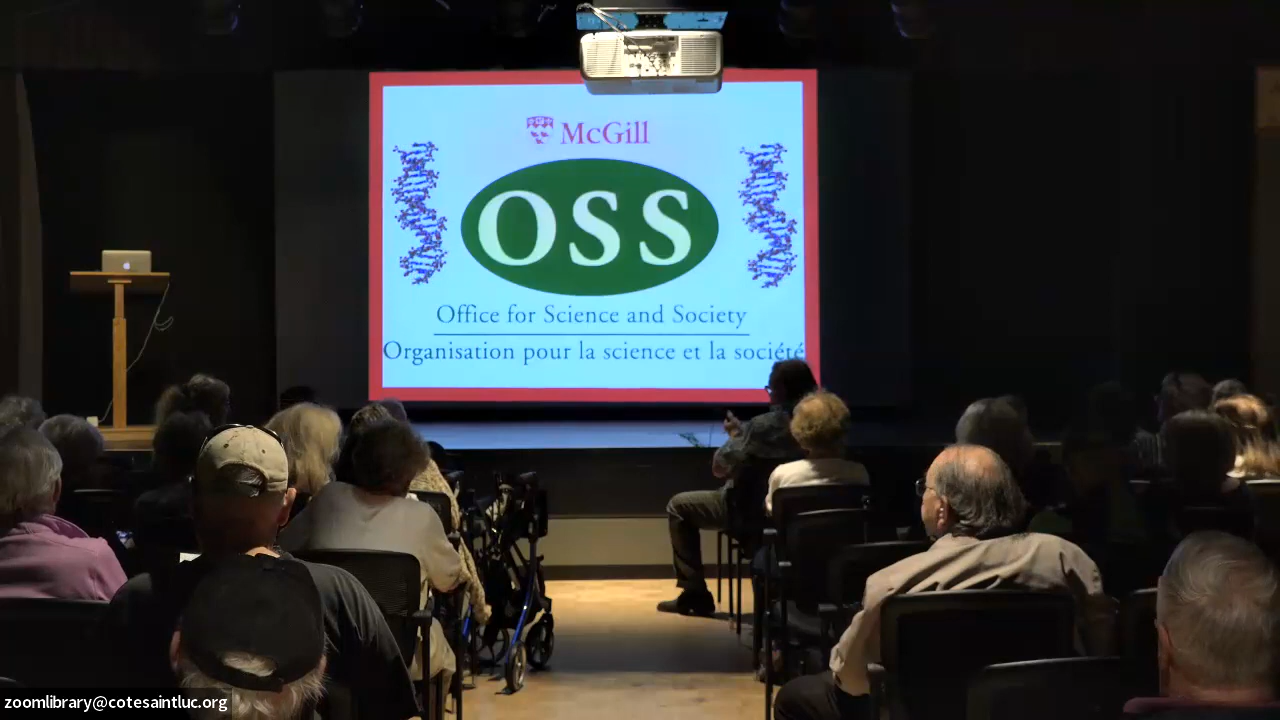 McGill
OSS
Office for Science and Society
Organisation pour la science et la société
zoomlibrary@cotesaintluc.org